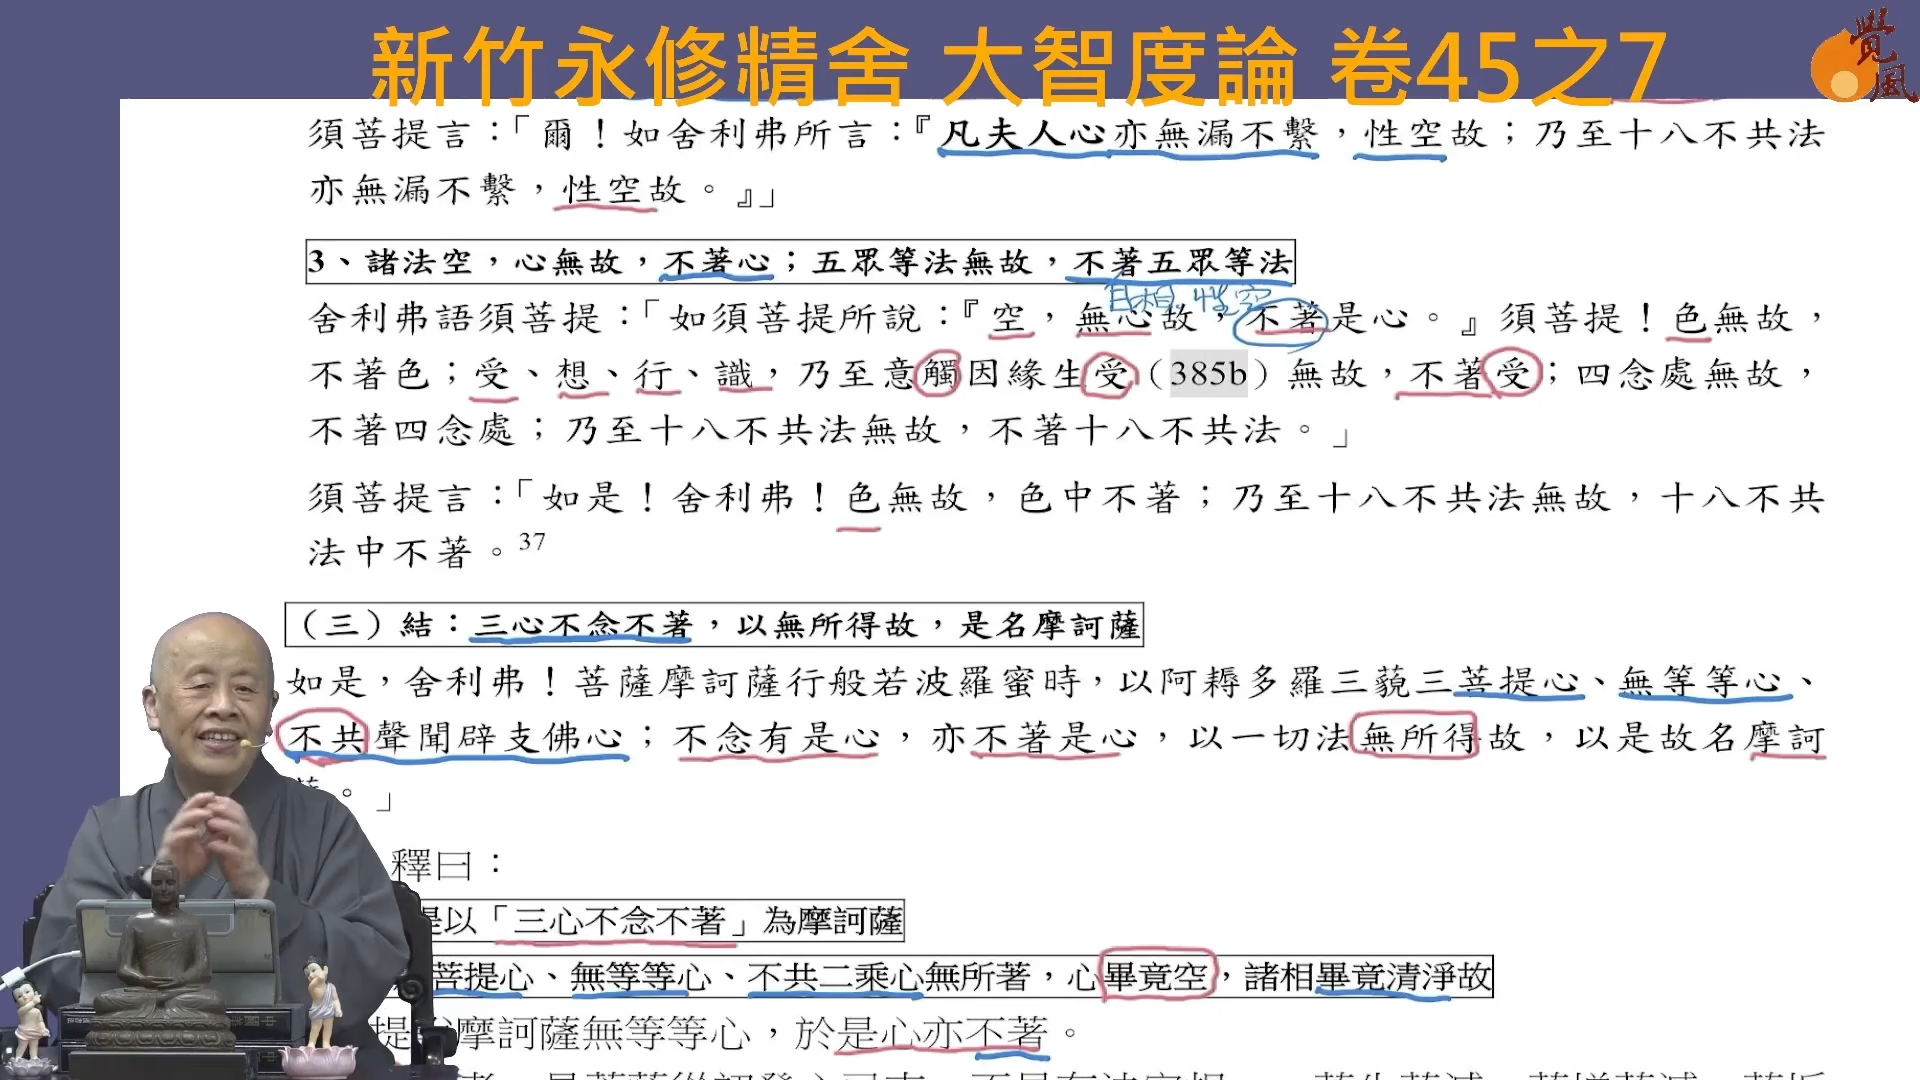 新竹永修精舍 大智度論 卷45之7
覺風
須菩提言：「爾！如舍利弗所言：『凡夫人心亦無漏不繫，性空故；乃至十八不共法
亦無漏不繫，性空故。』」
3、諸法空，心無故，不著心；五眾等法無故，不著五眾等法
自相 性空
舍利弗語須菩提：「如須菩提所說：『空，無心故，不著是心。』須菩提！色無故，
不著色；受、想、行、識，乃至意觸因緣生受（385b）無故，不著受；四念處無故，
不著四念處；乃至十八不共法無故，不著十八不共法。」
須菩提言：「如是！舍利弗！色無故，色中不著；乃至十八不共法無故，十八不共
法中不著。37
（三）結：三心不念不著，以無所得故，是名摩訶薩
如是，舍利弗！菩薩摩訶薩行般若波羅蜜時，以阿耨多羅三藐三菩提心、無等等心、
不共聲聞辟支佛心；不念有是心，亦不著是心，以一切法無所得故，以是故名摩訶
。」
釋曰：
以「三心不念不著」為摩訶薩
菩提心、無等等心、不共二乘心無所著，心畢竟空，諸相畢竟清淨故
提說摩訶薩無等等心，於是心亦不著。